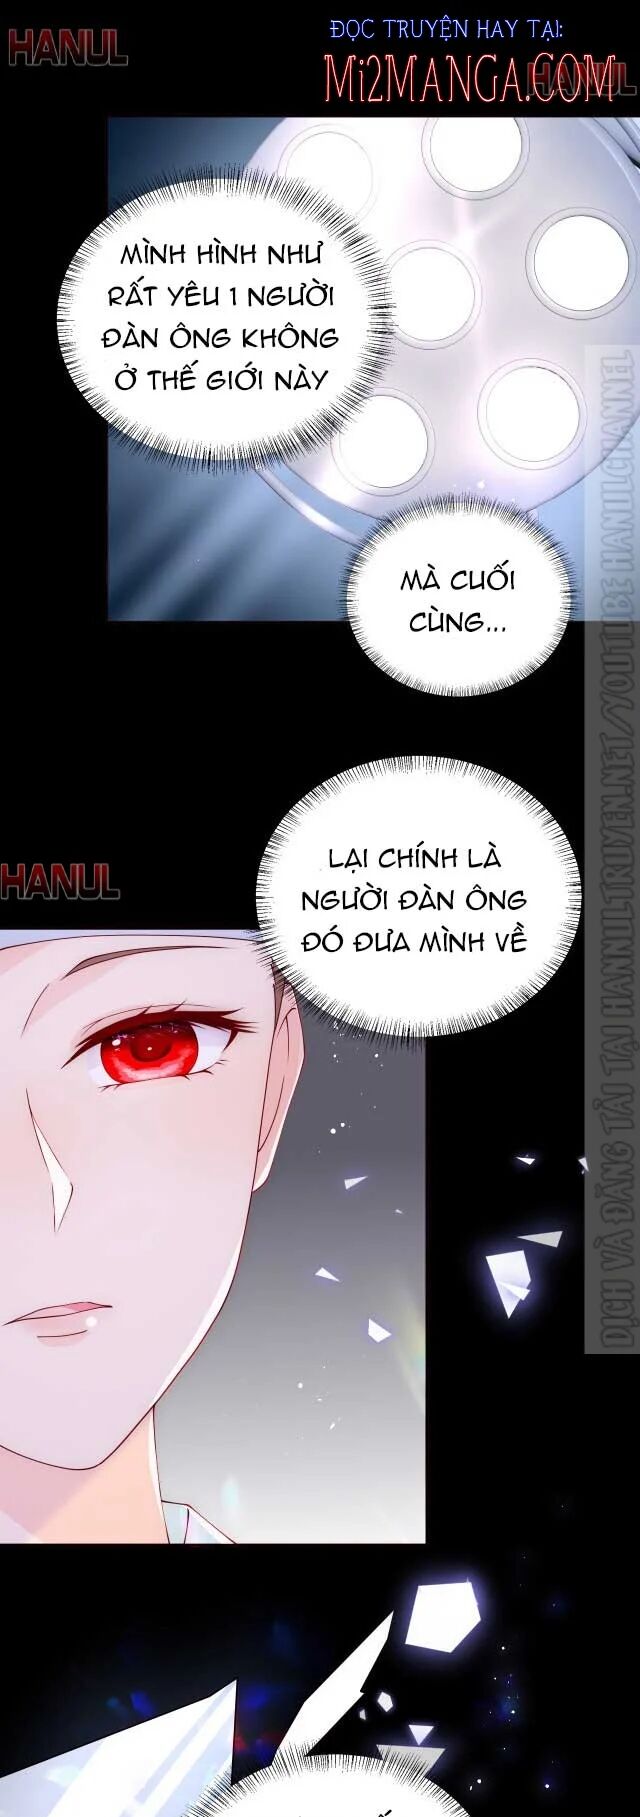 HANUL
ĐỌC TRUYỆN HAY TẠI:
MI2MANGA.COM
HANUL
MÌNH HÌNH NHƯ
RẤT YÊU 1 NGƯỜI
ĐÀN ÔNG KHÔNG
Ở THẾ GIỚI NÀY
MÀ CUỐI
CÙNG...
LẠI CHÍNH LÀ
NGƯỜI ĐÀN ÔNG
ĐÓ ĐƯA MÌNH VỀ
HANUL
DỊCH VÀ ĐĂNG TẢI TẠI HANULTRUYEN.NET/YOUTUBE HANULCHANNEL